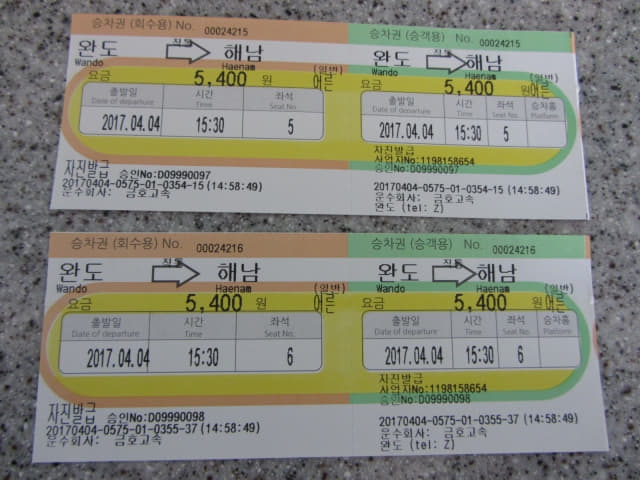 승차권 (회수용) No. 00024215
승차권 (승객용) No. 00024215
완도 직통 해남
Wando Haenam
완도 직통 해남
Wando Haenam
요금 5,400 원 (일반) 어른
요금 5,400 원 (일반) 어른
출발일 시간 좌석
Date of departure Time Seat No.
2017.04.04 15:30 5
출발일 시간 좌석 승차홈
Date of departure Time Seat No. Platform
2017.04.04 15:30 5
자진발급 승인No:D09990097
20170404-0575-01-0354-15 (14:58:49)
운수회사: 금호고속
자진발급
사업자No:1198158654
승인No:D09990097
20170404-0575-01-0354-15 (14:58:49)
운수회사: 금호고속
완도 (tel: Z)
승차권 (회수용) No. 00024216
승차권 (승객용) No. 00024216
완도 직통 해남
Wando Haenam
완도 직통 해남
Wando Haenam
요금 5,400 원 (일반) 어른
요금 5,400 원 (일반) 어른
출발일 시간 좌석
Date of departure Time Seat No.
2017.04.04 15:30 6
출발일 시간 좌석 승차홈
Date of departure Time Seat No. Platform
2017.04.04 15:30 6
자진발급 승인No:D09990098
20170404-0575-01-0355-37 (14:58:49)
운수회사: 금호고속
자진발급
사업자No:1198158654
승인No:D09990098
20170404-0575-01-0355-37 (14:58:49)
운수회사: 금호고속
완도 (tel: Z)